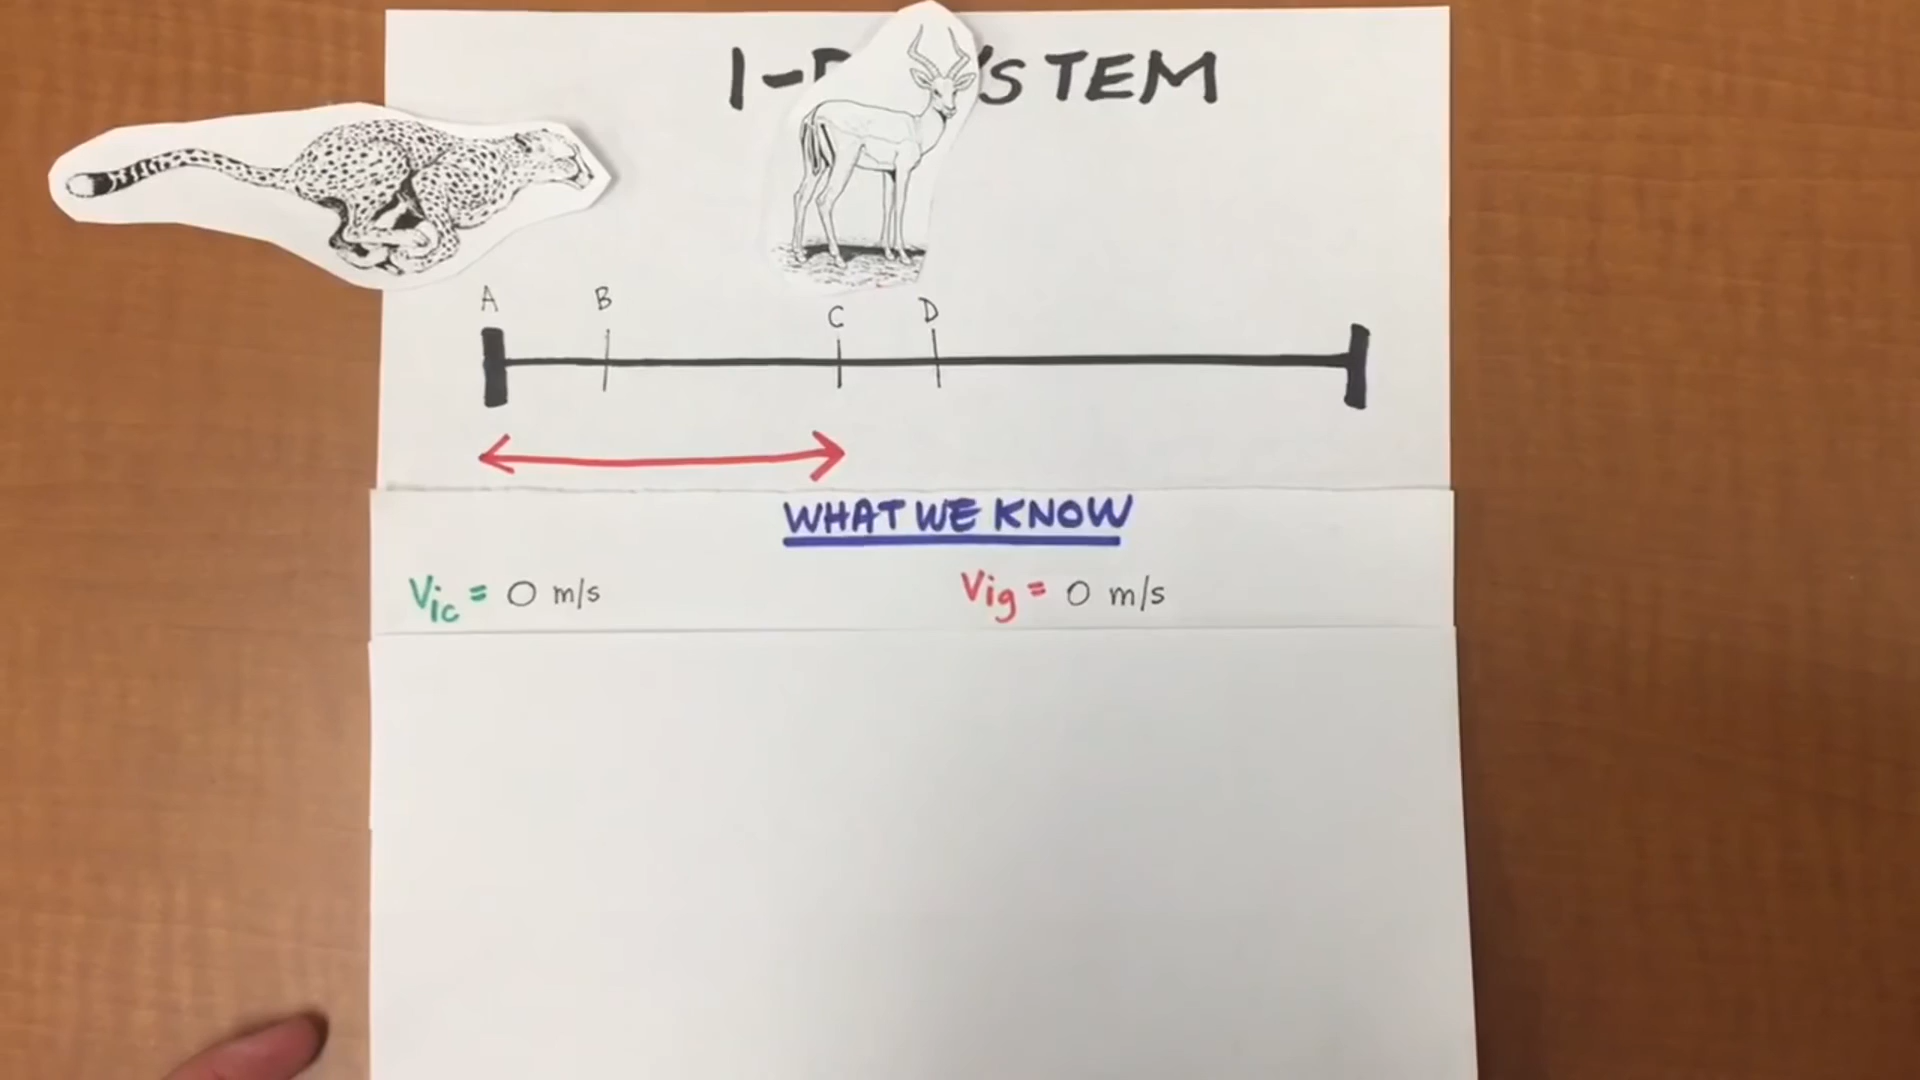 1- STEM
A B C D
WHAT WE KNOW
Vic = 0 m/s Vig = 0 m/s